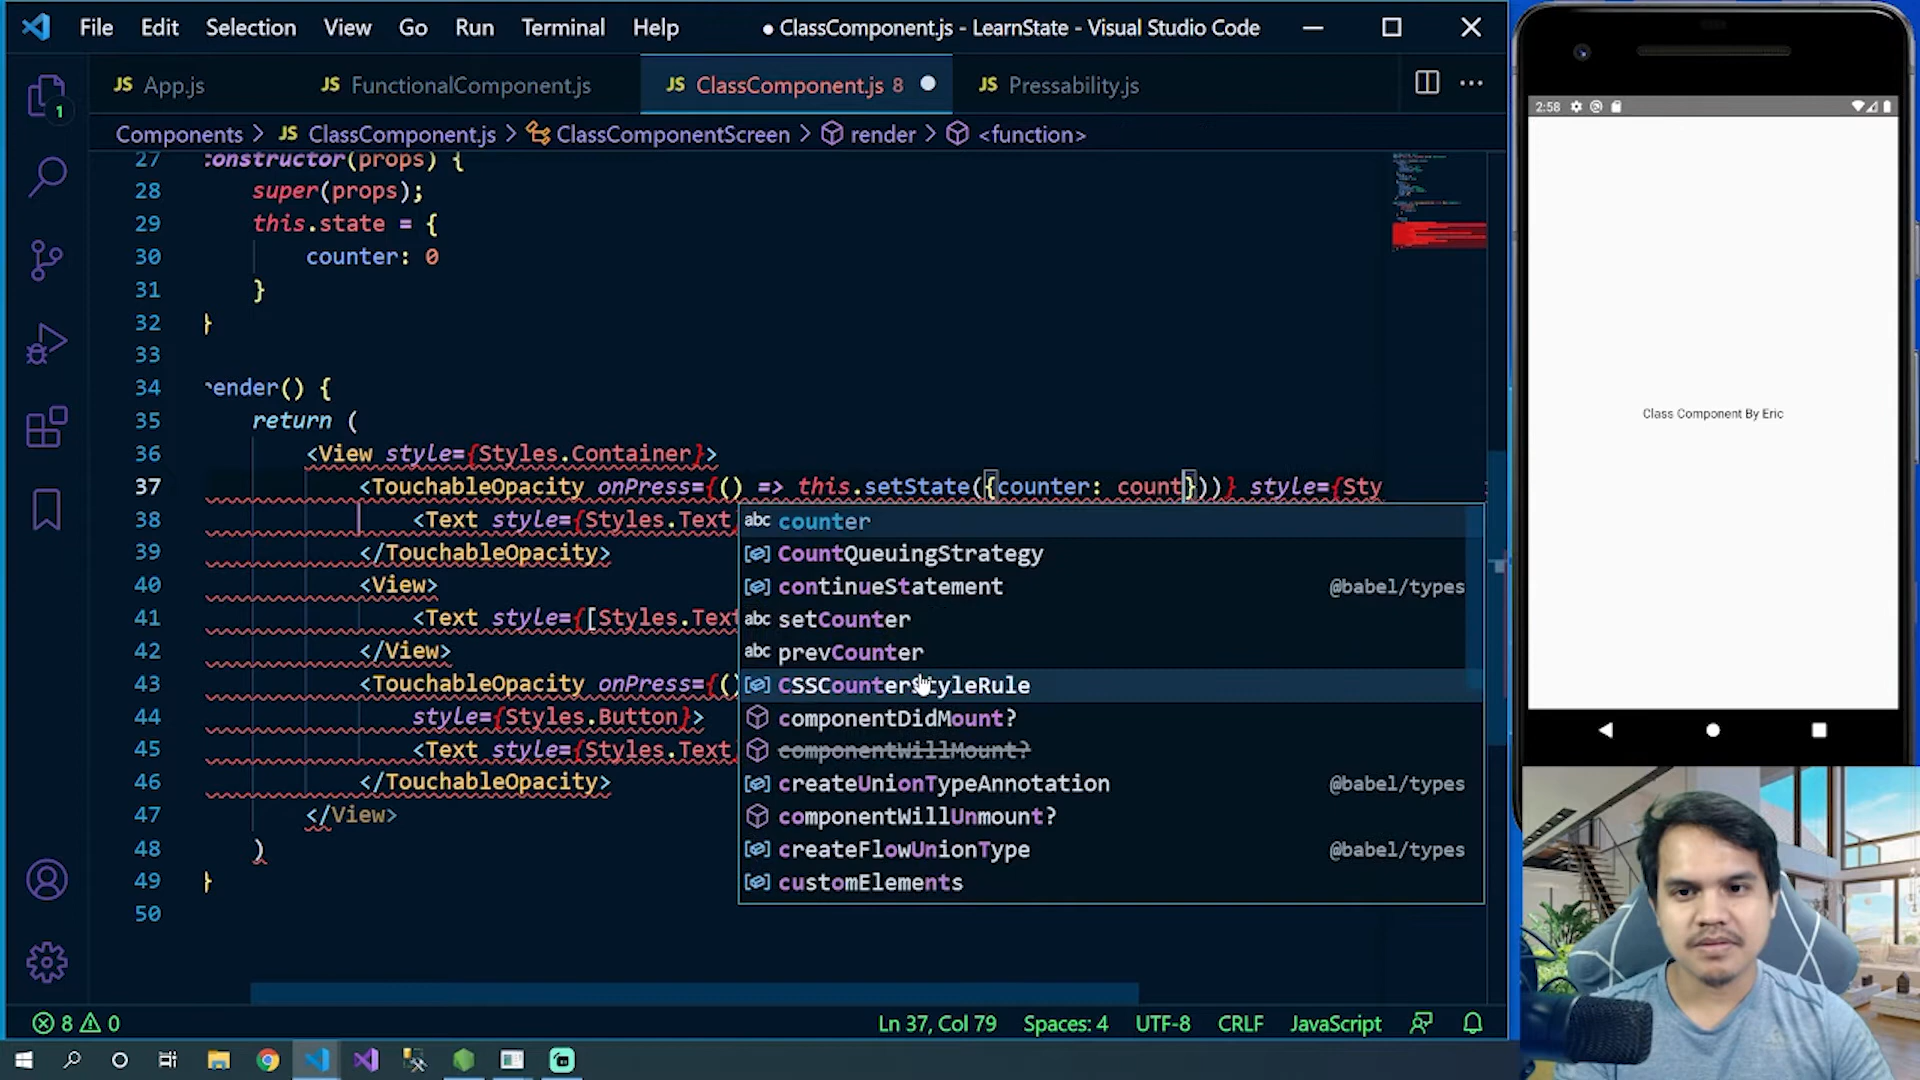 File Edit Selection View Go Run Terminal Help ● ClassComponent.js - LearnState - Visual Studio Code
JS App.js JS FunctionalComponent.js JS ClassComponent.js 8 JS Pressability.js ...
1
Components > JS ClassComponent.js > ClassComponentScreen > render > <function>
27 constructor(props) {
28 super(props);
29 this.state = {
30 counter: 0
31 }
32 }
33
34 render() {
35 return (
36 <View style={Styles.Container}>
37 <TouchableOpacity onPress={() => this.setState({counter: count}))} style={Sty
38 <Text style={Styles.Text
39 </TouchableOpacity>
40 <View>
41 <Text style={[Styles.Text
42 </View>
43 <TouchableOpacity onPress={()
44 style={Styles.Button}>
45 <Text style={Styles.Text
46 </TouchableOpacity>
47 </View>
48 )
49 }
50
abc counter
CountQueuingStrategy
continueStatement @babel/types
abc setCounter
abc prevCounter
CSSCounterStyleRule
componentDidMount?
componentWillMount?
createUnionTypeAnnotation @babel/types
componentWillUnmount?
createFlowUnionType @babel/types
customElements
8 0 Ln 37, Col 79 Spaces: 4 UTF-8 CRLF JavaScript
2:58
Class Component By Eric